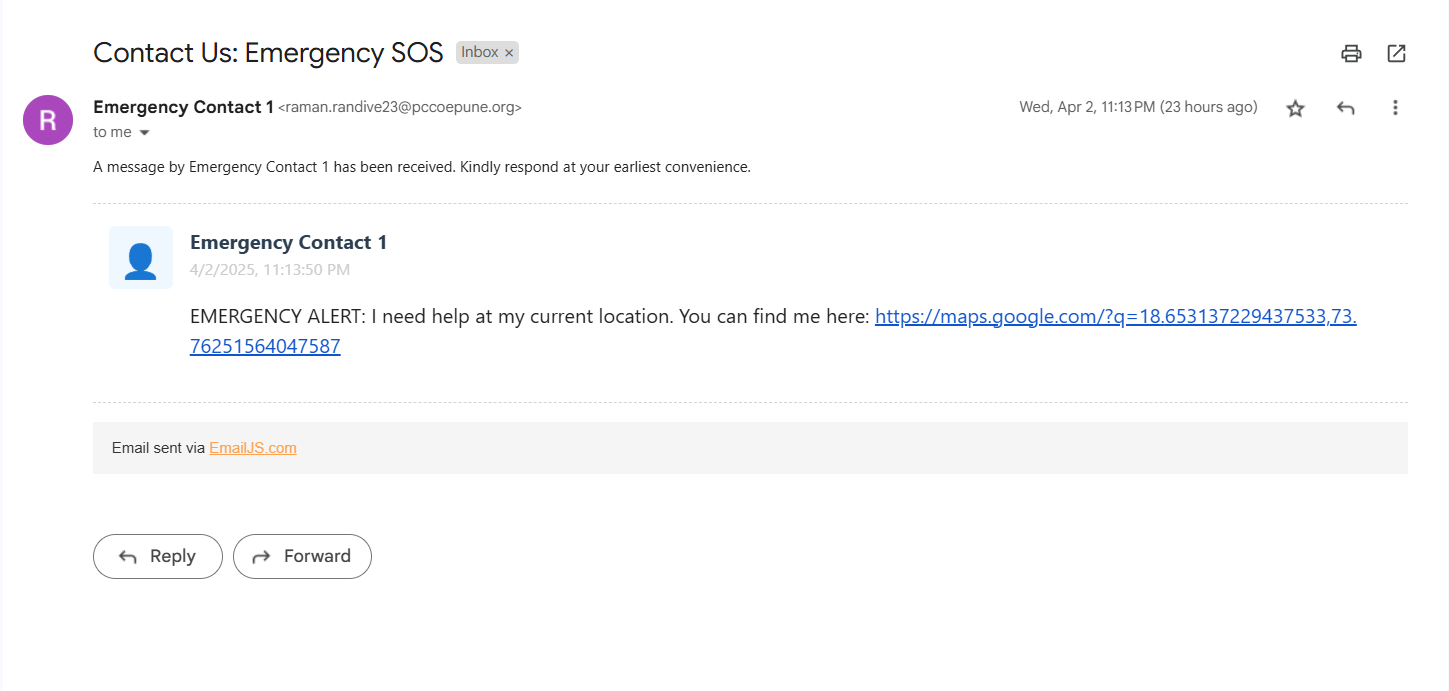 Contact Us: Emergency SOS Inbox ×
R
Emergency Contact 1 <raman.randive23@pccoepune.org> Wed, Apr 2, 11:13 PM (23 hours ago)
to me
A message by Emergency Contact 1 has been received. Kindly respond at your earliest convenience.
Emergency Contact 1
4/2/2025, 11:13:50 PM
EMERGENCY ALERT: I need help at my current location. You can find me here: https://maps.google.com/?q=18.653137229437533,73.
76251564047587
Email sent via EmailJS.com
Reply Forward